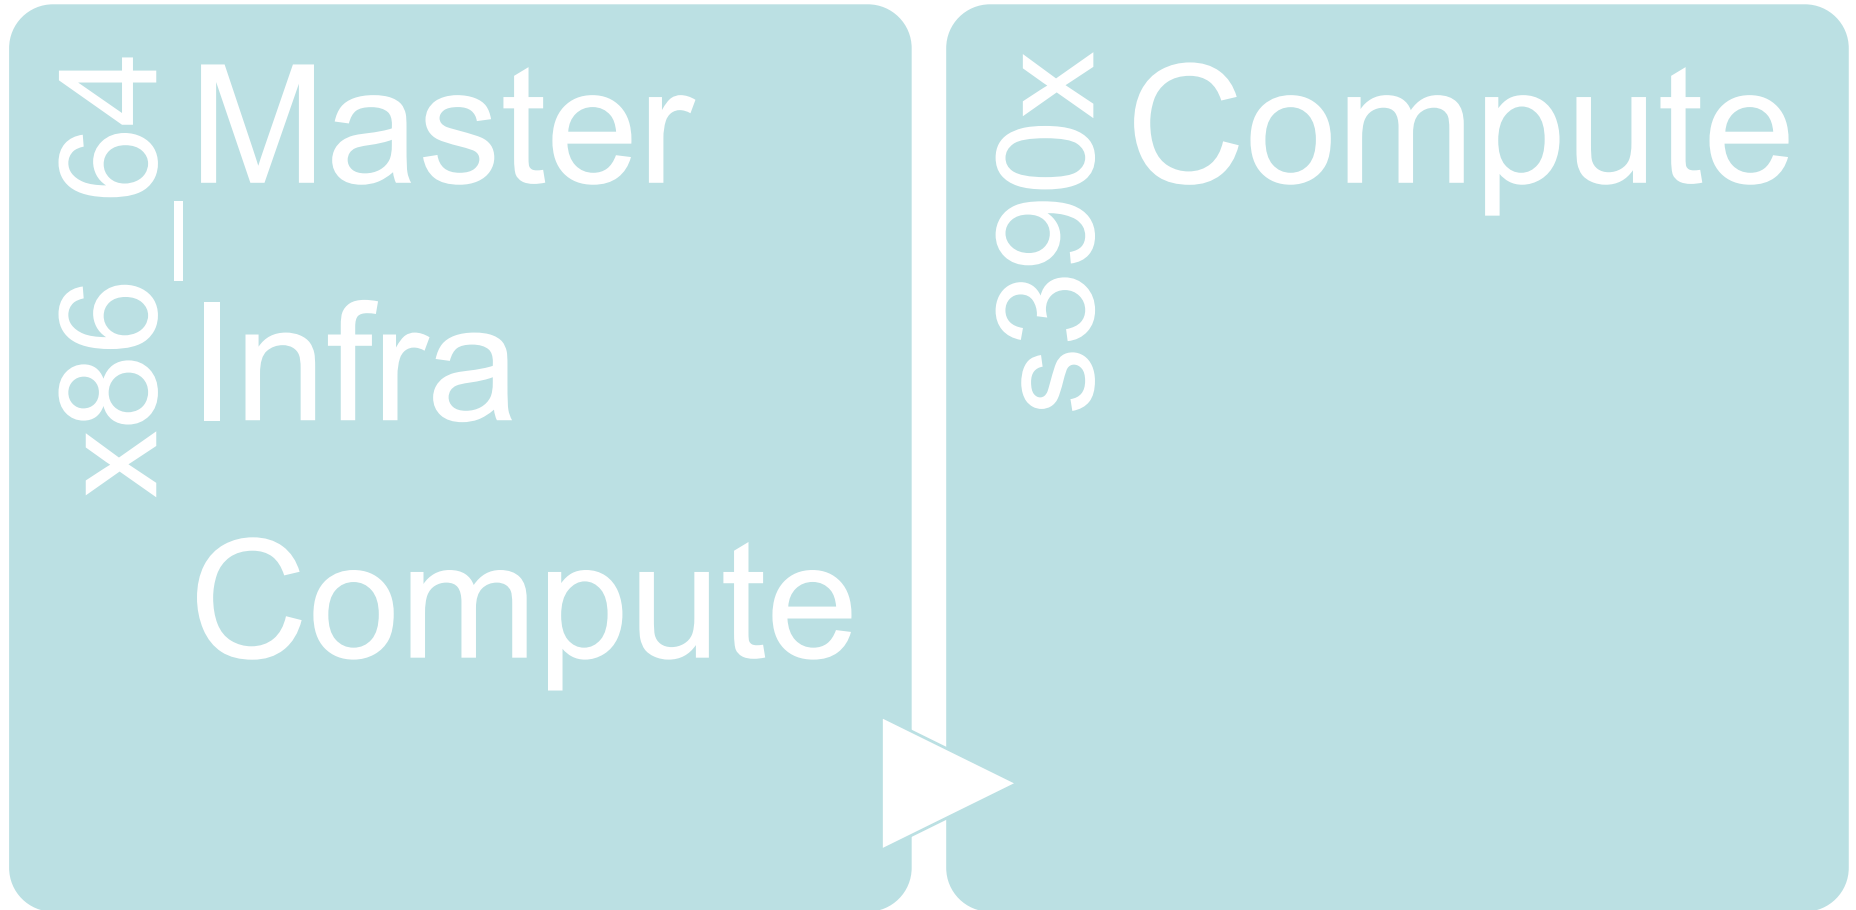 x86_64
Master
Infra
Compute
s390x
Compute